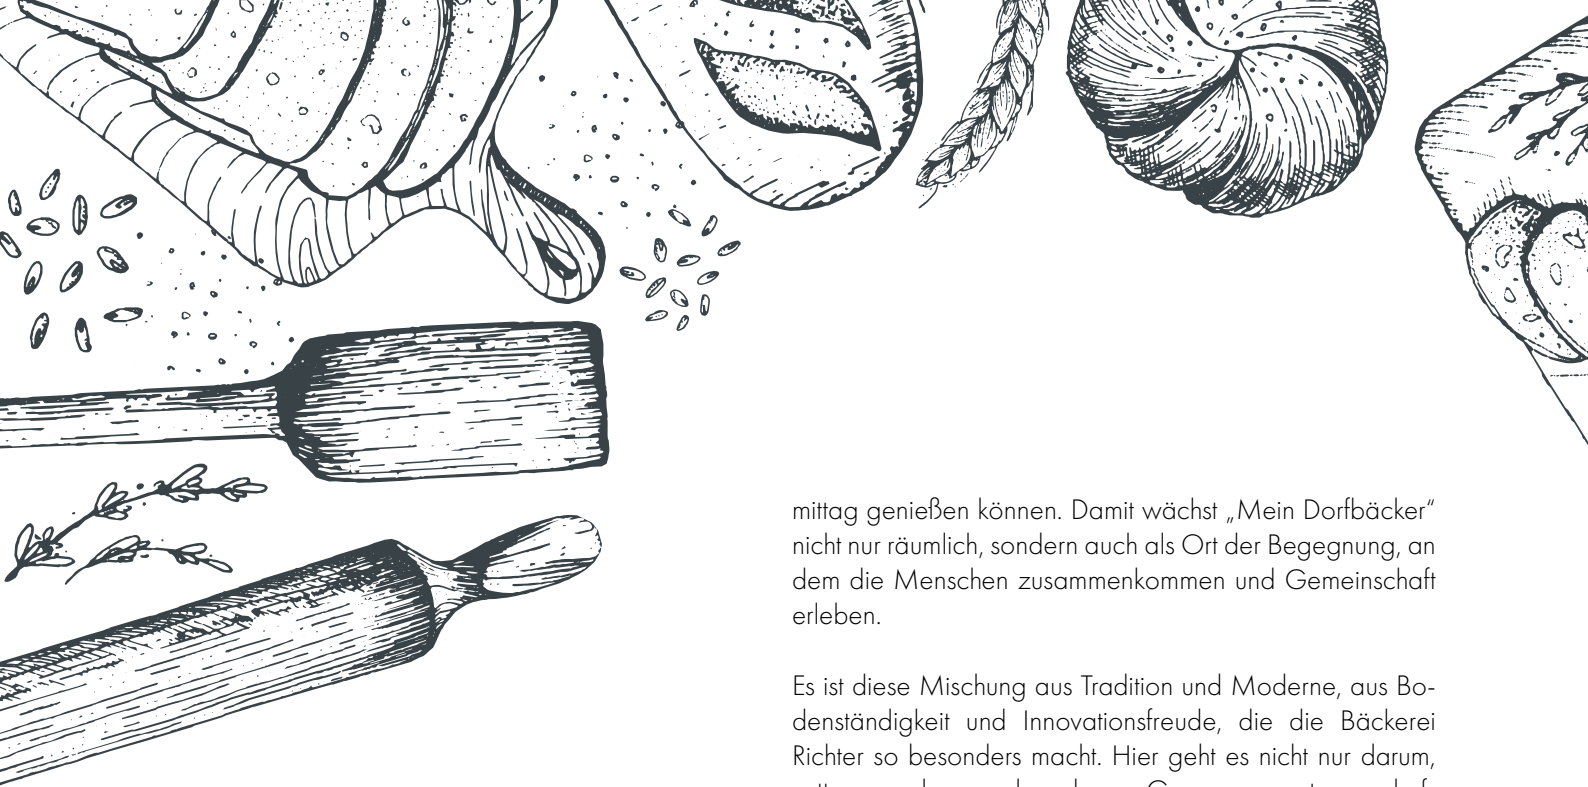 mittag genießen können. Damit wächst „Mein Dorfbäcker“
nicht nur räumlich, sondern auch als Ort der Begegnung, an
dem die Menschen zusammenkommen und Gemeinschaft
erleben.
Es ist diese Mischung aus Tradition und Moderne, aus Bo-
denständigkeit und Innovationsfreude, die die Bäckerei
Richter so besonders macht. Hier geht es nicht nur darum,